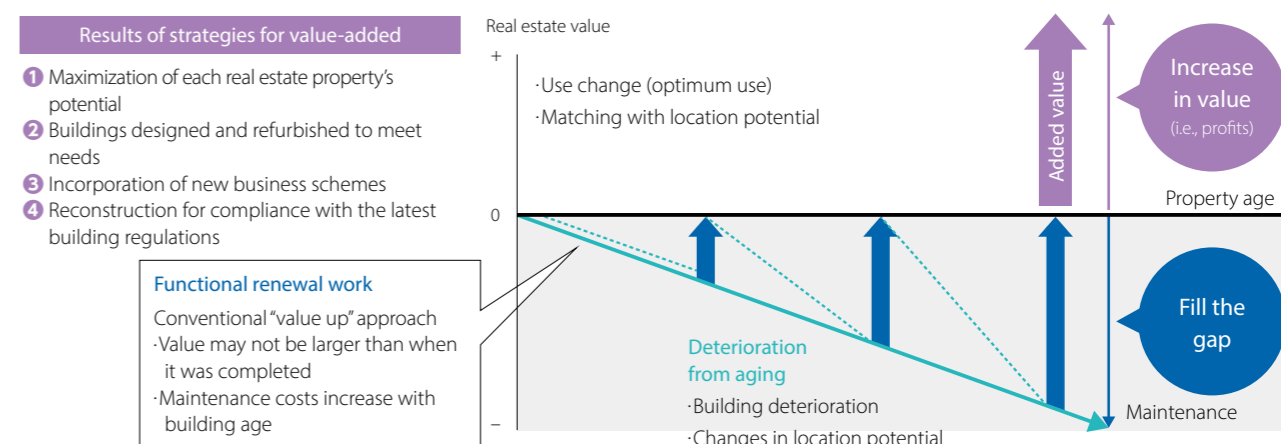 Results of strategies for value-added
❶ Maximization of each real estate property's
potential
❷ Buildings designed and refurbished to meet
needs
❸ Incorporation of new business schemes
❹ Reconstruction for compliance with the latest
building regulations
Functional renewal work
Conventional “value up” approach
·Value may not be larger than when
it was completed
·Maintenance costs increase with
building age
Real estate value
+
·Use change (optimum use)
·Matching with location potential
0
–
Added value
Increase
in value
(i.e., profits)
Property age
Fill the
gap
Deterioration
from aging
·Building deterioration
·Changes in location potential
Maintenance